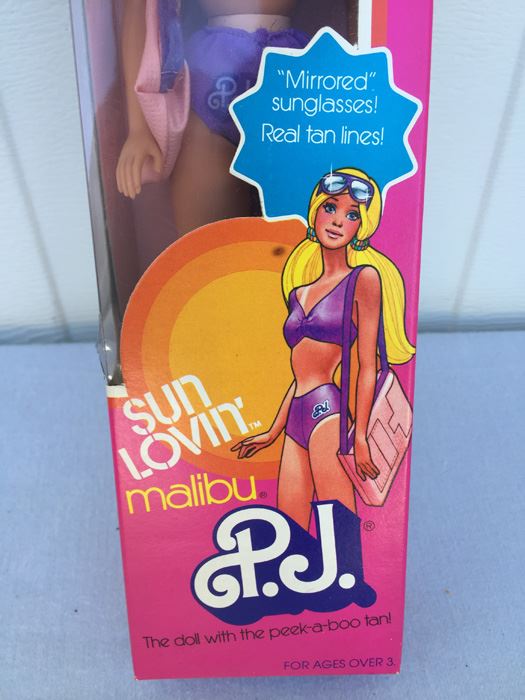 "Mirrored"
sunglasses!
Real tan lines!
P.J.
P.J.
SUN
LOVIN'™
malibu®
P.J.®
The doll with the peek-a-boo tan!
FOR AGES OVER 3.